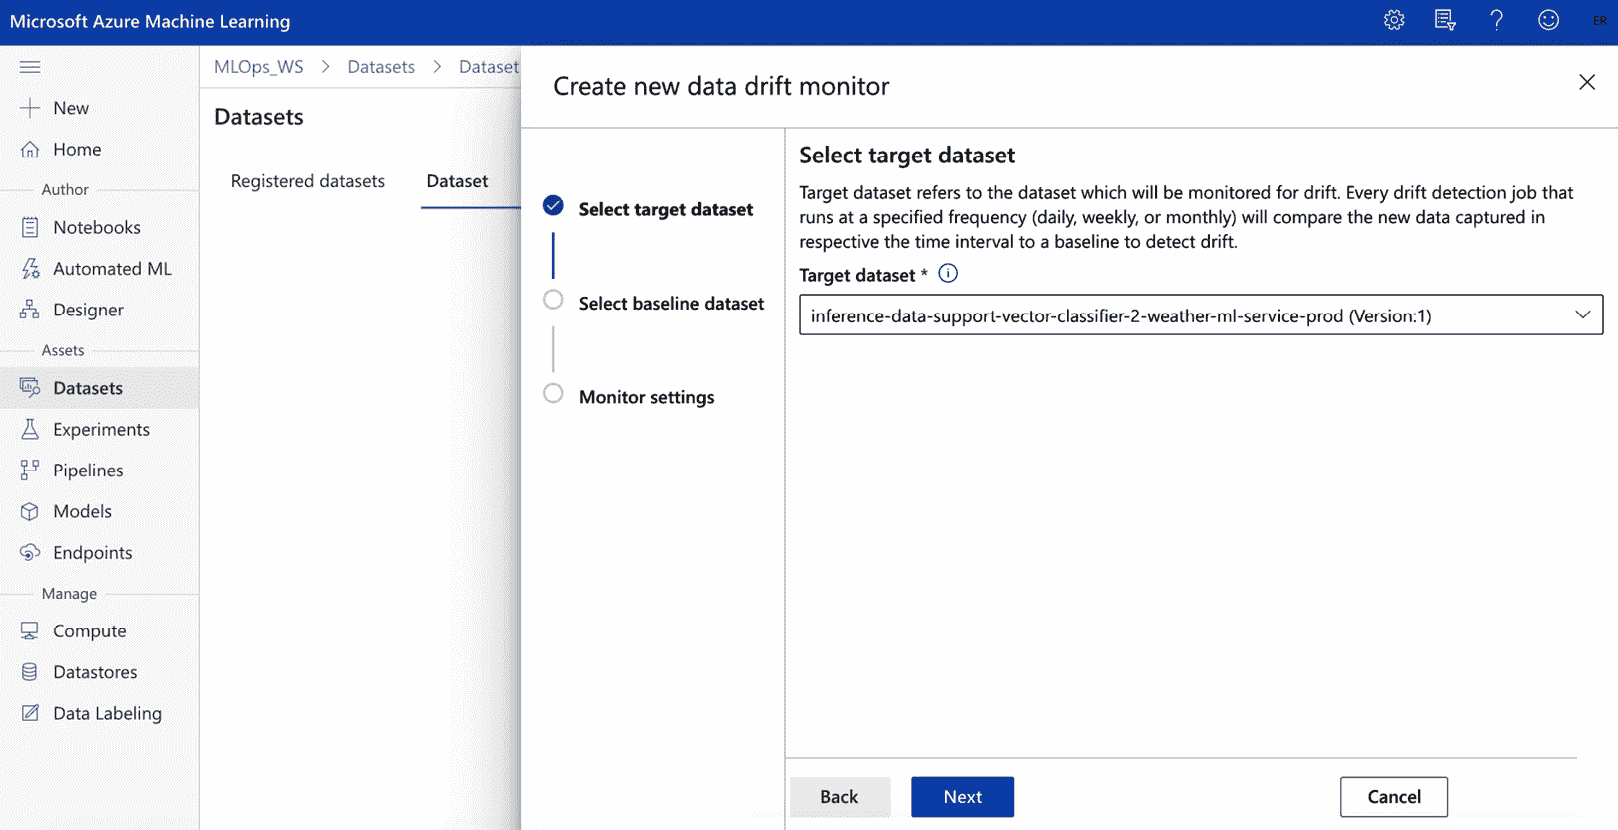 Microsoft Azure Machine Learning
ER
New
Home
Author
Notebooks
Automated ML
Designer
Assets
Datasets
Experiments
Pipelines
Models
Endpoints
Manage
Compute
Datastores
Data Labeling
MLOps_WS > Datasets > Dataset
Datasets
Registered datasets
Dataset
Create new data drift monitor
Select target dataset
Select baseline dataset
Monitor settings
Select target dataset
Target dataset refers to the dataset which will be monitored for drift. Every drift detection job that
runs at a specified frequency (daily, weekly, or monthly) will compare the new data captured in
respective the time interval to a baseline to detect drift.
Target dataset *
inference-data-support-vector-classifier-2-weather-ml-service-prod (Version:1)
Back
Next
Cancel